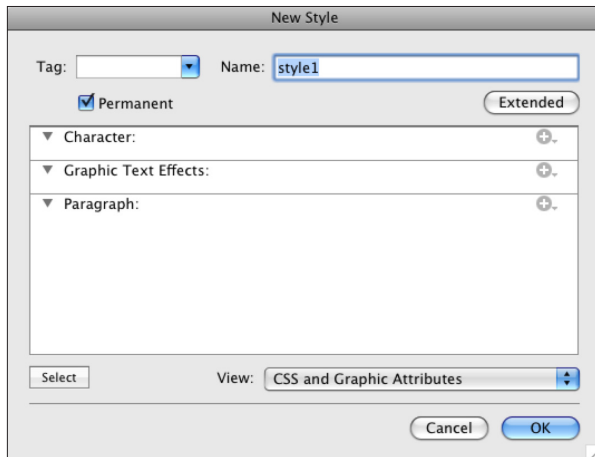 New Style
Tag: Name: style1
Permanent Extended
Character:
Graphic Text Effects:
Paragraph:
Select View: CSS and Graphic Attributes
Cancel OK